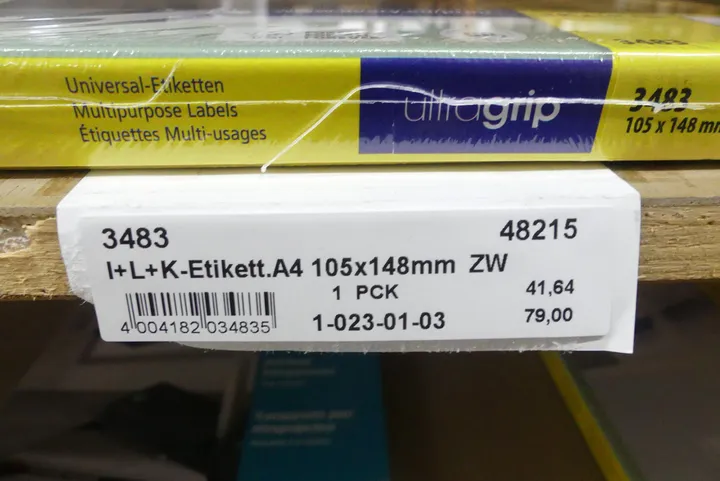 3483
Universal-Etiketten
Multipurpose Labels
Étiquettes Multi-usages
ultragrip
3483
105 x 148 mm
3483
48215
I+L+K-Etikett.A4 105x148mm ZW
1 PCK
41,64
4 004182 034835
1-023-01-03
79,00